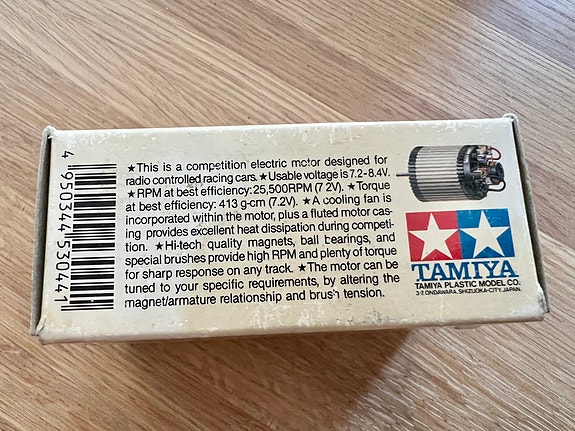 ★This is a competition electric motor designed for
radio controlled racing cars. ★Usable voltage is 7.2-8.4V.
★RPM at best efficiency: 25,500RPM (7 2V). ★Torque
at best efficiency: 413 g-cm (7.2V). ★A cooling fan is
incorporated within the motor, plus a fluted motor cas-
ing provides excellent heat dissipation during competi-
tion. ★Hi-tech quality magnets, ball bearings, and
special brushes provide high RPM and plenty of torque
for sharp response on any track. ★The motor can be
tuned to your specific requirements, by altering the
magnet/armature relationship and brush tension.
4950344530441
TAMIYA
TAMIYA PLASTIC MODEL CO.
3-7, ONDAWARA, SHIZUOKA-CITY, JAPAN.